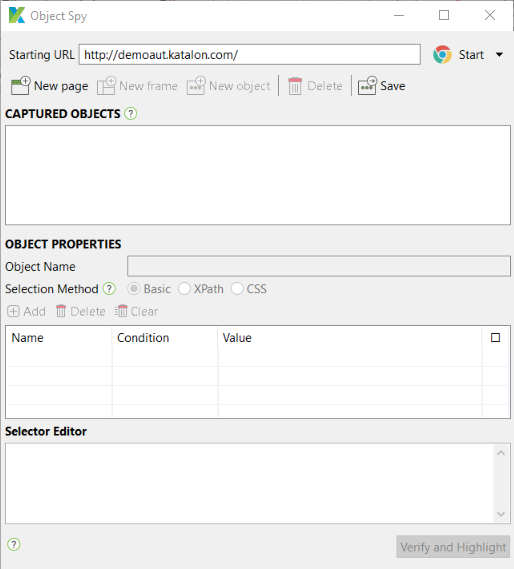 Object Spy
Starting URL http://demoaut.katalon.com/ Start
New page New frame New object Delete Save
CAPTURED OBJECTS ?
OBJECT PROPERTIES
Object Name
Selection Method ? Basic XPath CSS
Add Delete Clear
Name Condition Value
Selector Editor
? Verify and Highlight